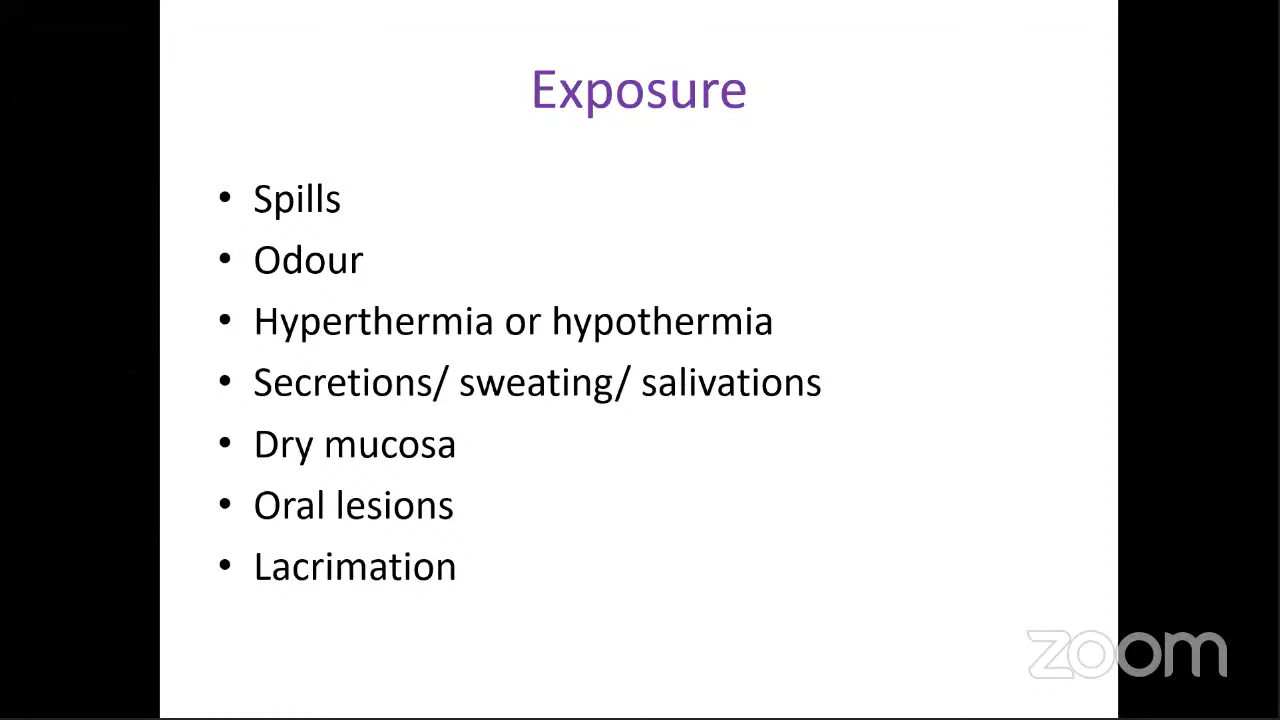 Exposure
• Spills
• Odour
• Hyperthermia or hypothermia
• Secretions/ sweating/ salivations
• Dry mucosa
• Oral lesions
• Lacrimation
zoom